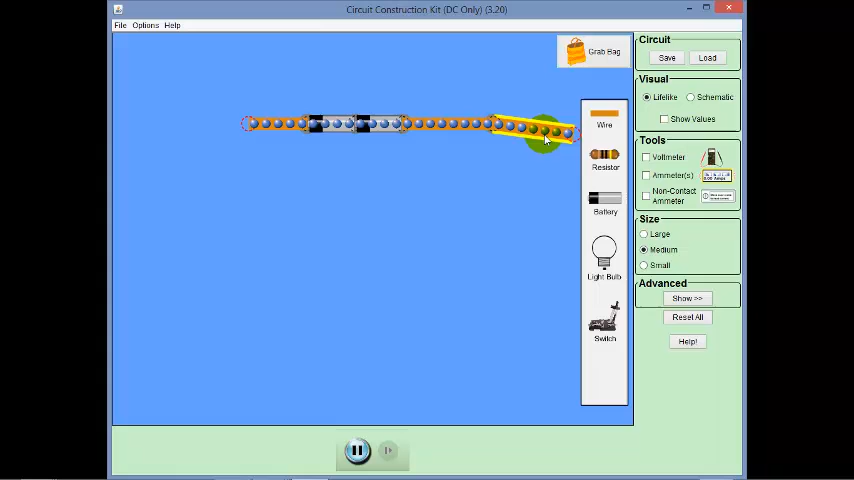 Circuit Construction Kit (DC Only) (3.20)
File Options Help
Grab Bag
Wire
Resistor
Battery
Light Bulb
Switch
Circuit
Save Load
Visual
Lifelike Schematic
Show Values
Tools
Voltmeter
Ammeter(s)
Non-Contact
Ammeter
Size
Large
Medium
Small
Advanced
Show >>
Reset All
Help!